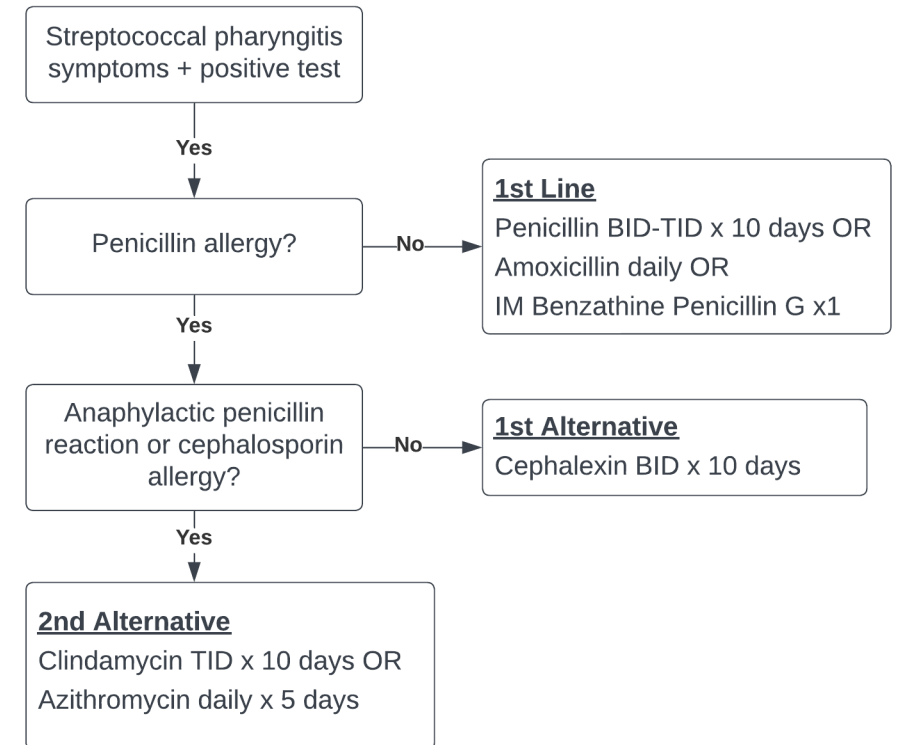 Streptococcal pharyngitis
symptoms + positive test
Yes
Penicillin allergy?
No
1st Line
Penicillin BID-TID x 10 days OR
Amoxicillin daily OR
IM Benzathine Penicillin G x1
Yes
Anaphylactic penicillin
reaction or cephalosporin
allergy?
No
1st Alternative
Cephalexin BID x 10 days
Yes
2nd Alternative
Clindamycin TID x 10 days OR
Azithromycin daily x 5 days